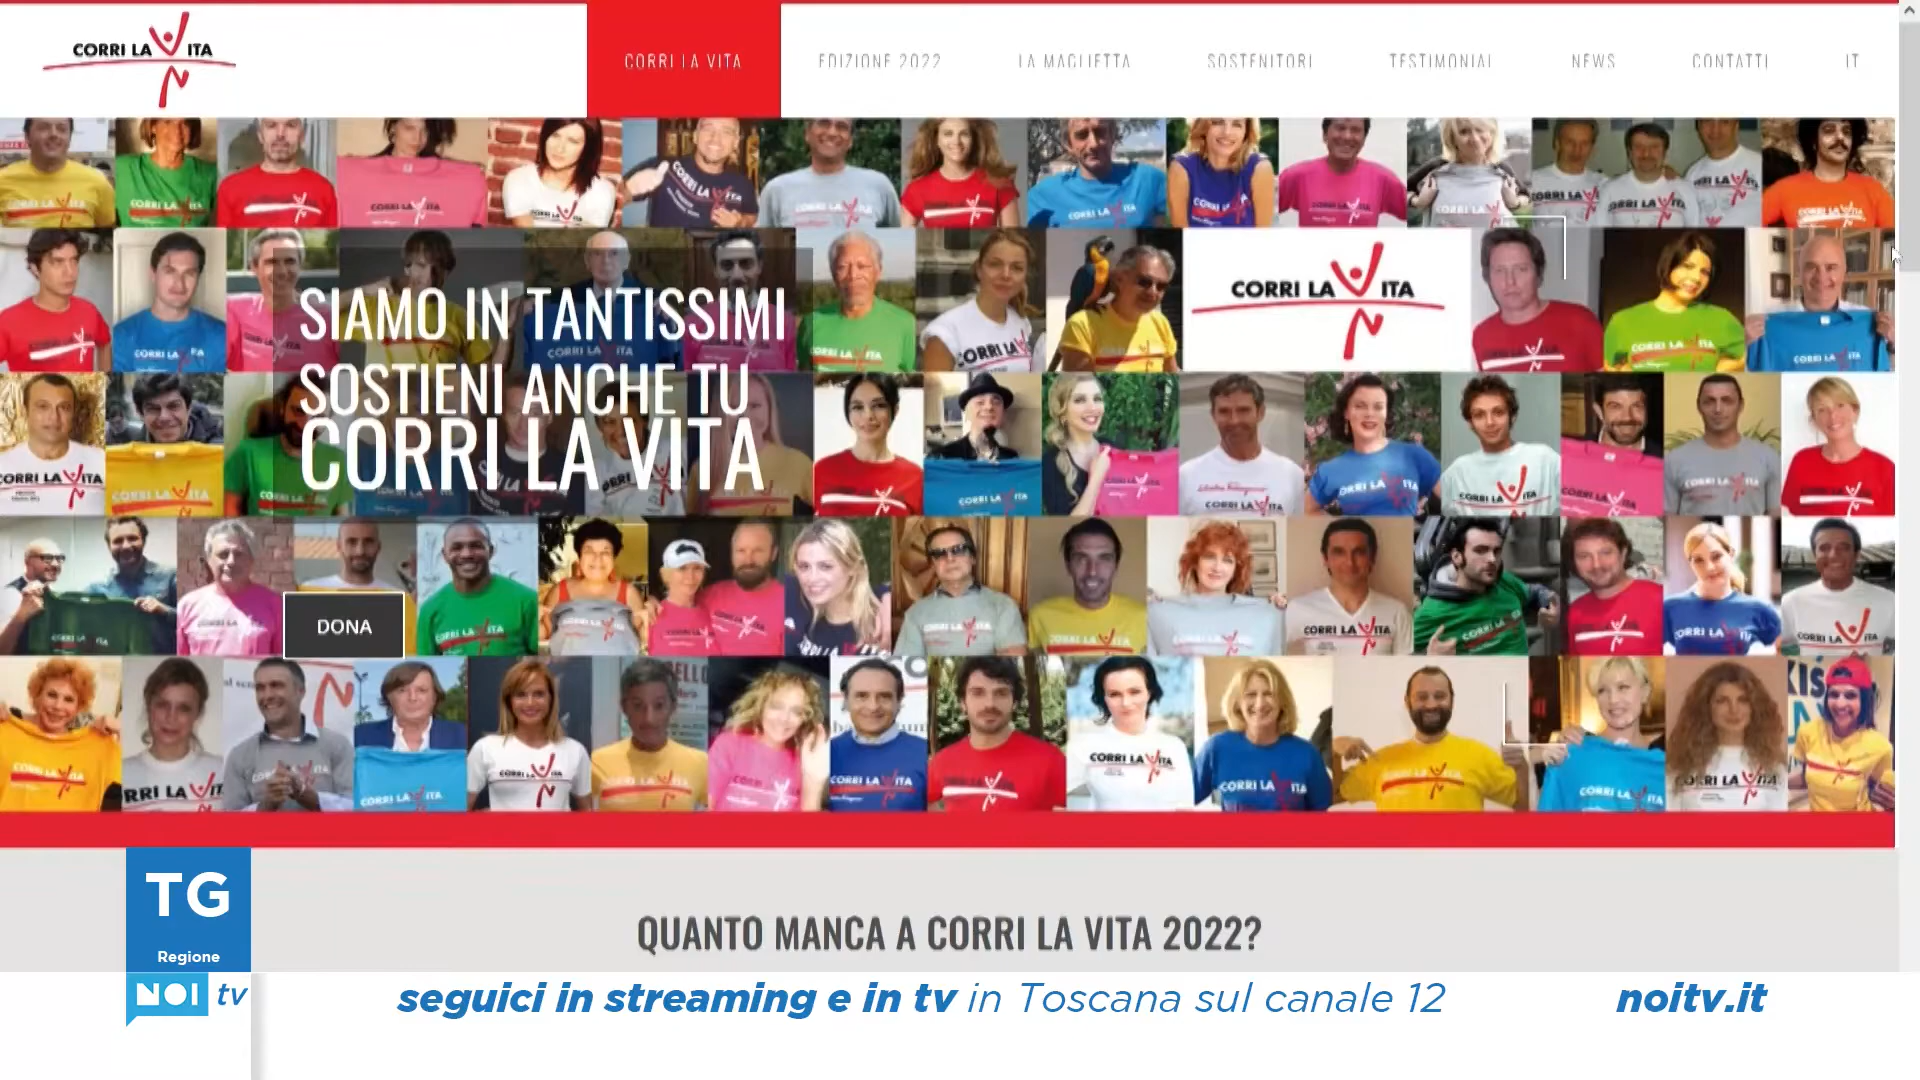 CORRI LA VITA
CORRI LA VITA
EDIZIONE 2022
LA MAGLIETTA
SOSTENITORI
TESTIMONIAL
NEWS
CONTATTI
IT
SIAMO IN TANTISSIMI
SOSTIENI ANCHE TU
CORRI LA VITA
CORRI LA VITA
DONA
QUANTO MANCA A CORRI LA VITA 2022?
TG
Regione
NOI tv
seguici in streaming e in tv in Toscana sul canale 12
noitv.it